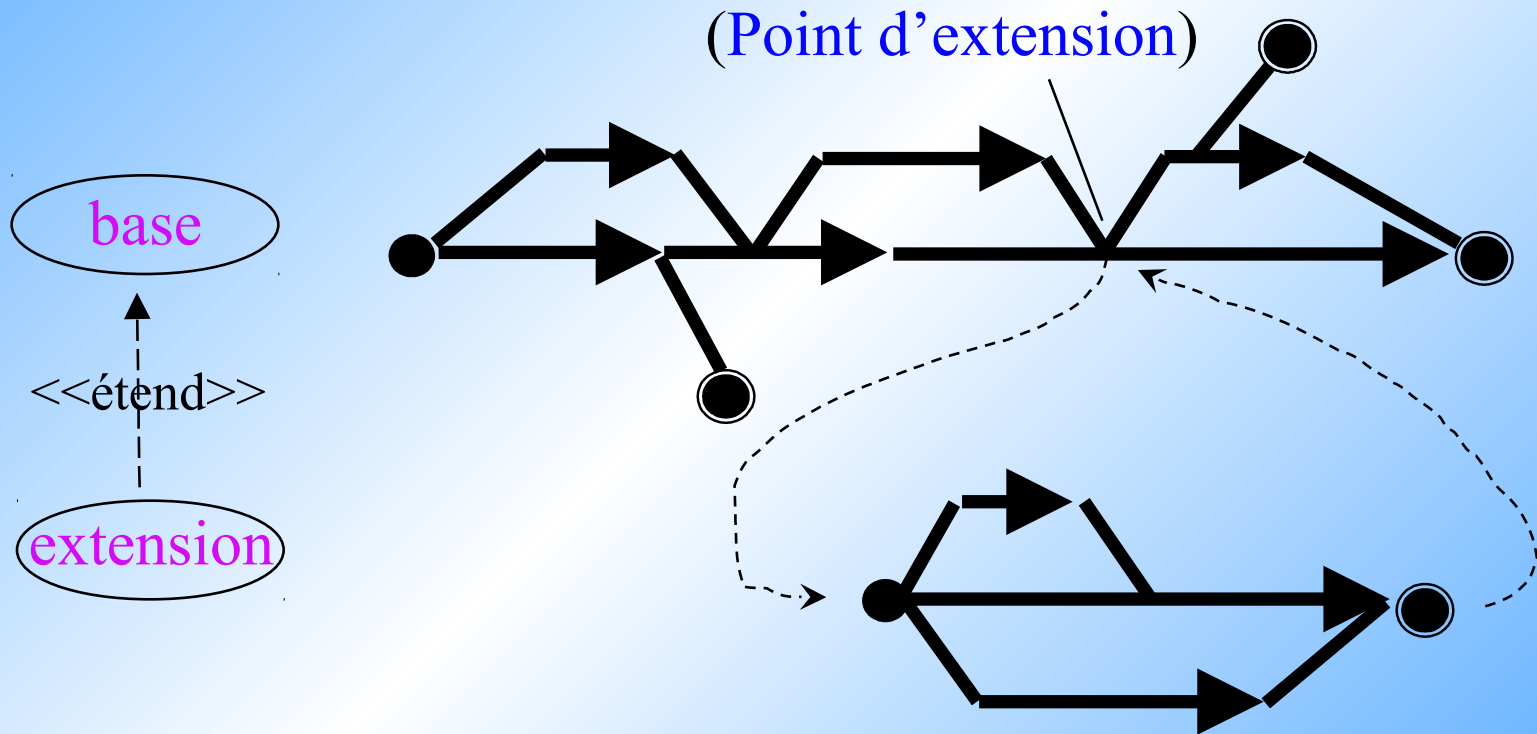 (Point d’extension)
base
<<étend>>
extension